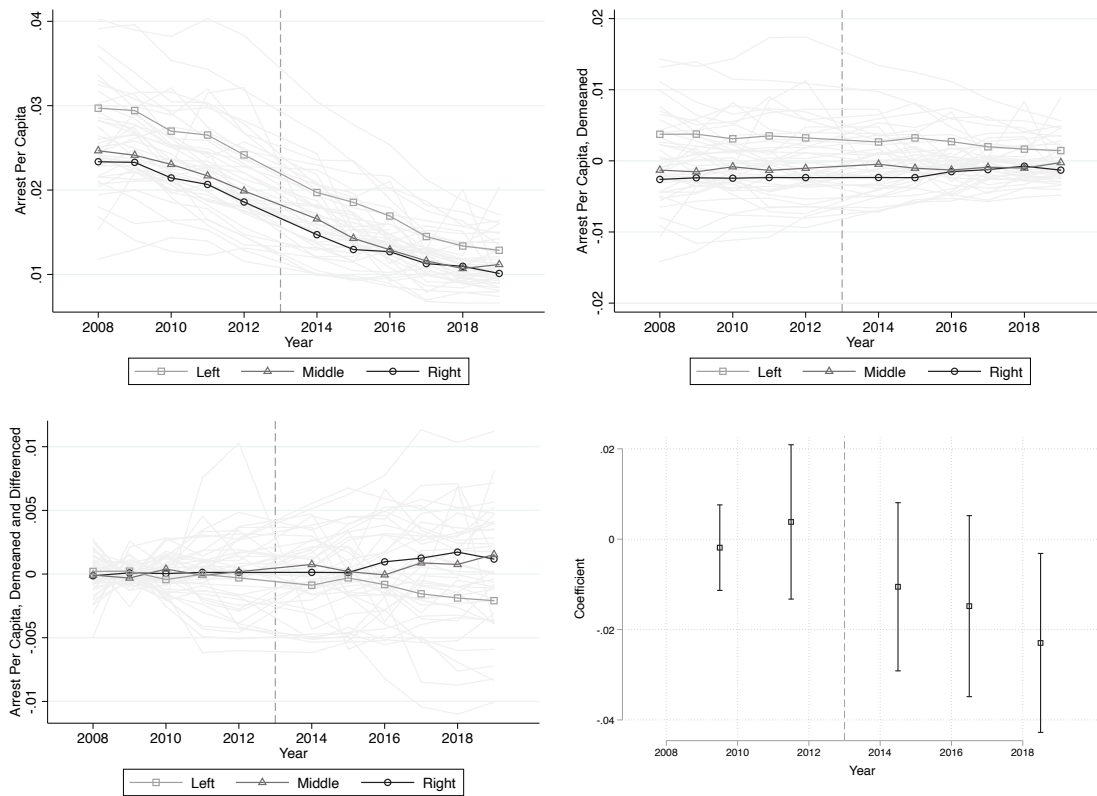 Arrest Per Capita
.04
.03
.02
.01
2008 2010 2012 2014 2016 2018
Year
Left Middle Right
Arrest Per Capita, Demeaned
.02
.01
0
-.01
-.02
2008 2010 2012 2014 2016 2018
Year
Left Middle Right
Arrest Per Capita, Demeaned and Differenced
.01
.005
0
-.005
-.01
2008 2010 2012 2014 2016 2018
Year
Left Middle Right
Coefficient
.02
0
-.02
-.04
2008 2010 2012 2014 2016 2018
Year